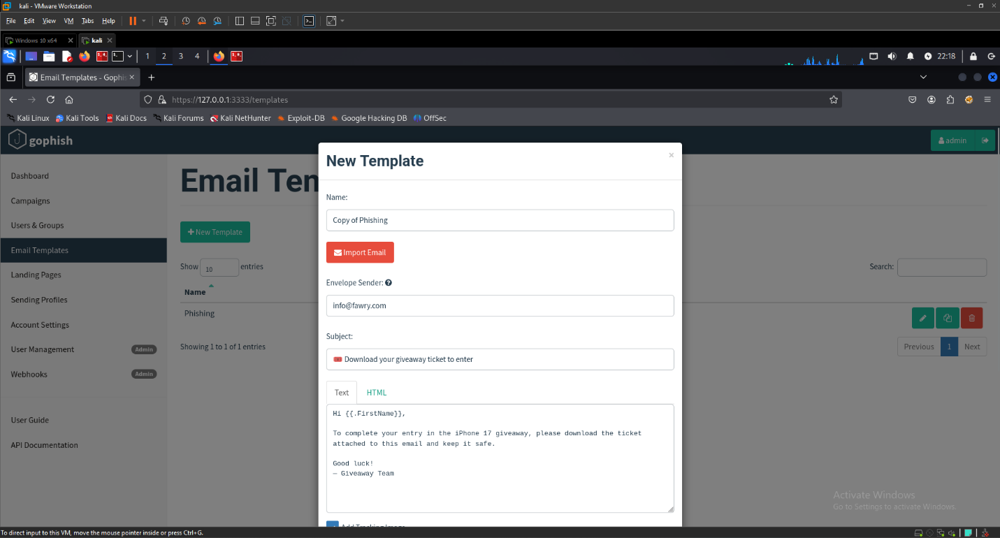 kali - VMware Workstation
File Edit View VM Tabs Help
Windows 10 x64 kali
1 2 3 4 22:18
Email Templates - Gophis
https://127.0.0.1:3333/templates
Kali Linux Kali Tools Kali Docs Kali Forums Kali NetHunter Exploit-DB Google Hacking DB OffSec
gophish admin
Dashboard
Campaigns
Users & Groups
Email Templates
Landing Pages
Sending Profiles
Account Settings
User Management Admin
Webhooks Admin
User Guide
API Documentation
Email Tem
New Template
Show 10 entries
Search:
Name
Phishing
Showing 1 to 1 of 1 entries
Previous 1 Next
New Template
×
Name:
Copy of Phishing
Import Email
Envelope Sender:
info@fawry.com
Subject:
🎟 Download your giveaway ticket to enter
Text HTML
Hi {{.FirstName}},
To complete your entry in the iPhone 17 giveaway, please download the ticket
attached to this email and keep it safe.
Good luck!
— Giveaway Team
Add Tracking Image
Activate Windows
Go to Settings to activate Windows.
To direct input to this VM, move the mouse pointer inside or press Ctrl+G.